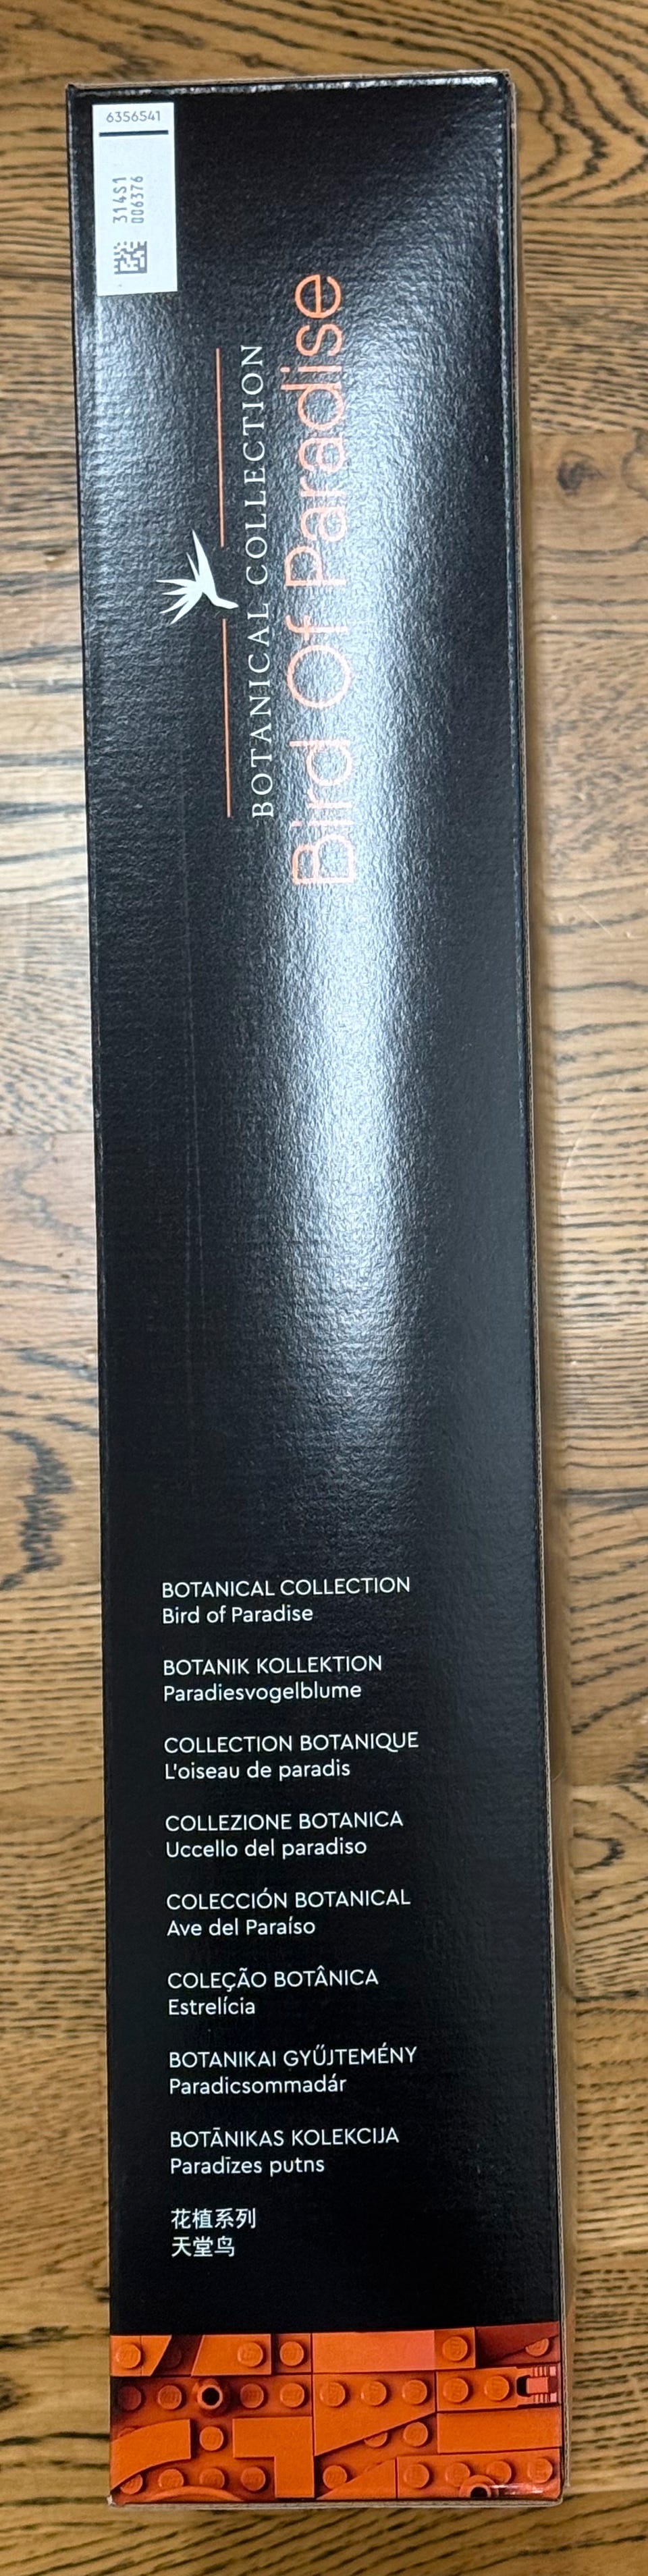 6356541
314S1
006376
BOTANICAL COLLECTION
Bird Of Paradise
BOTANICAL COLLECTION
Bird of Paradise
BOTANIK KOLLEKTION
Paradiesvogelblume
COLLECTION BOTANIQUE
L'oiseau de paradis
COLLEZIONE BOTANICA
Uccello del paradiso
COLECCIÓN BOTANICAL
Ave del Paraíso
COLEÇÃO BOTÂNICA
Estrelícia
BOTANIKAI GYŰJTEMÉNY
Paradicsommadár
BOTĀNIKAS KOLEKCIJA
Paradīzes putns
花植系列
天堂鸟